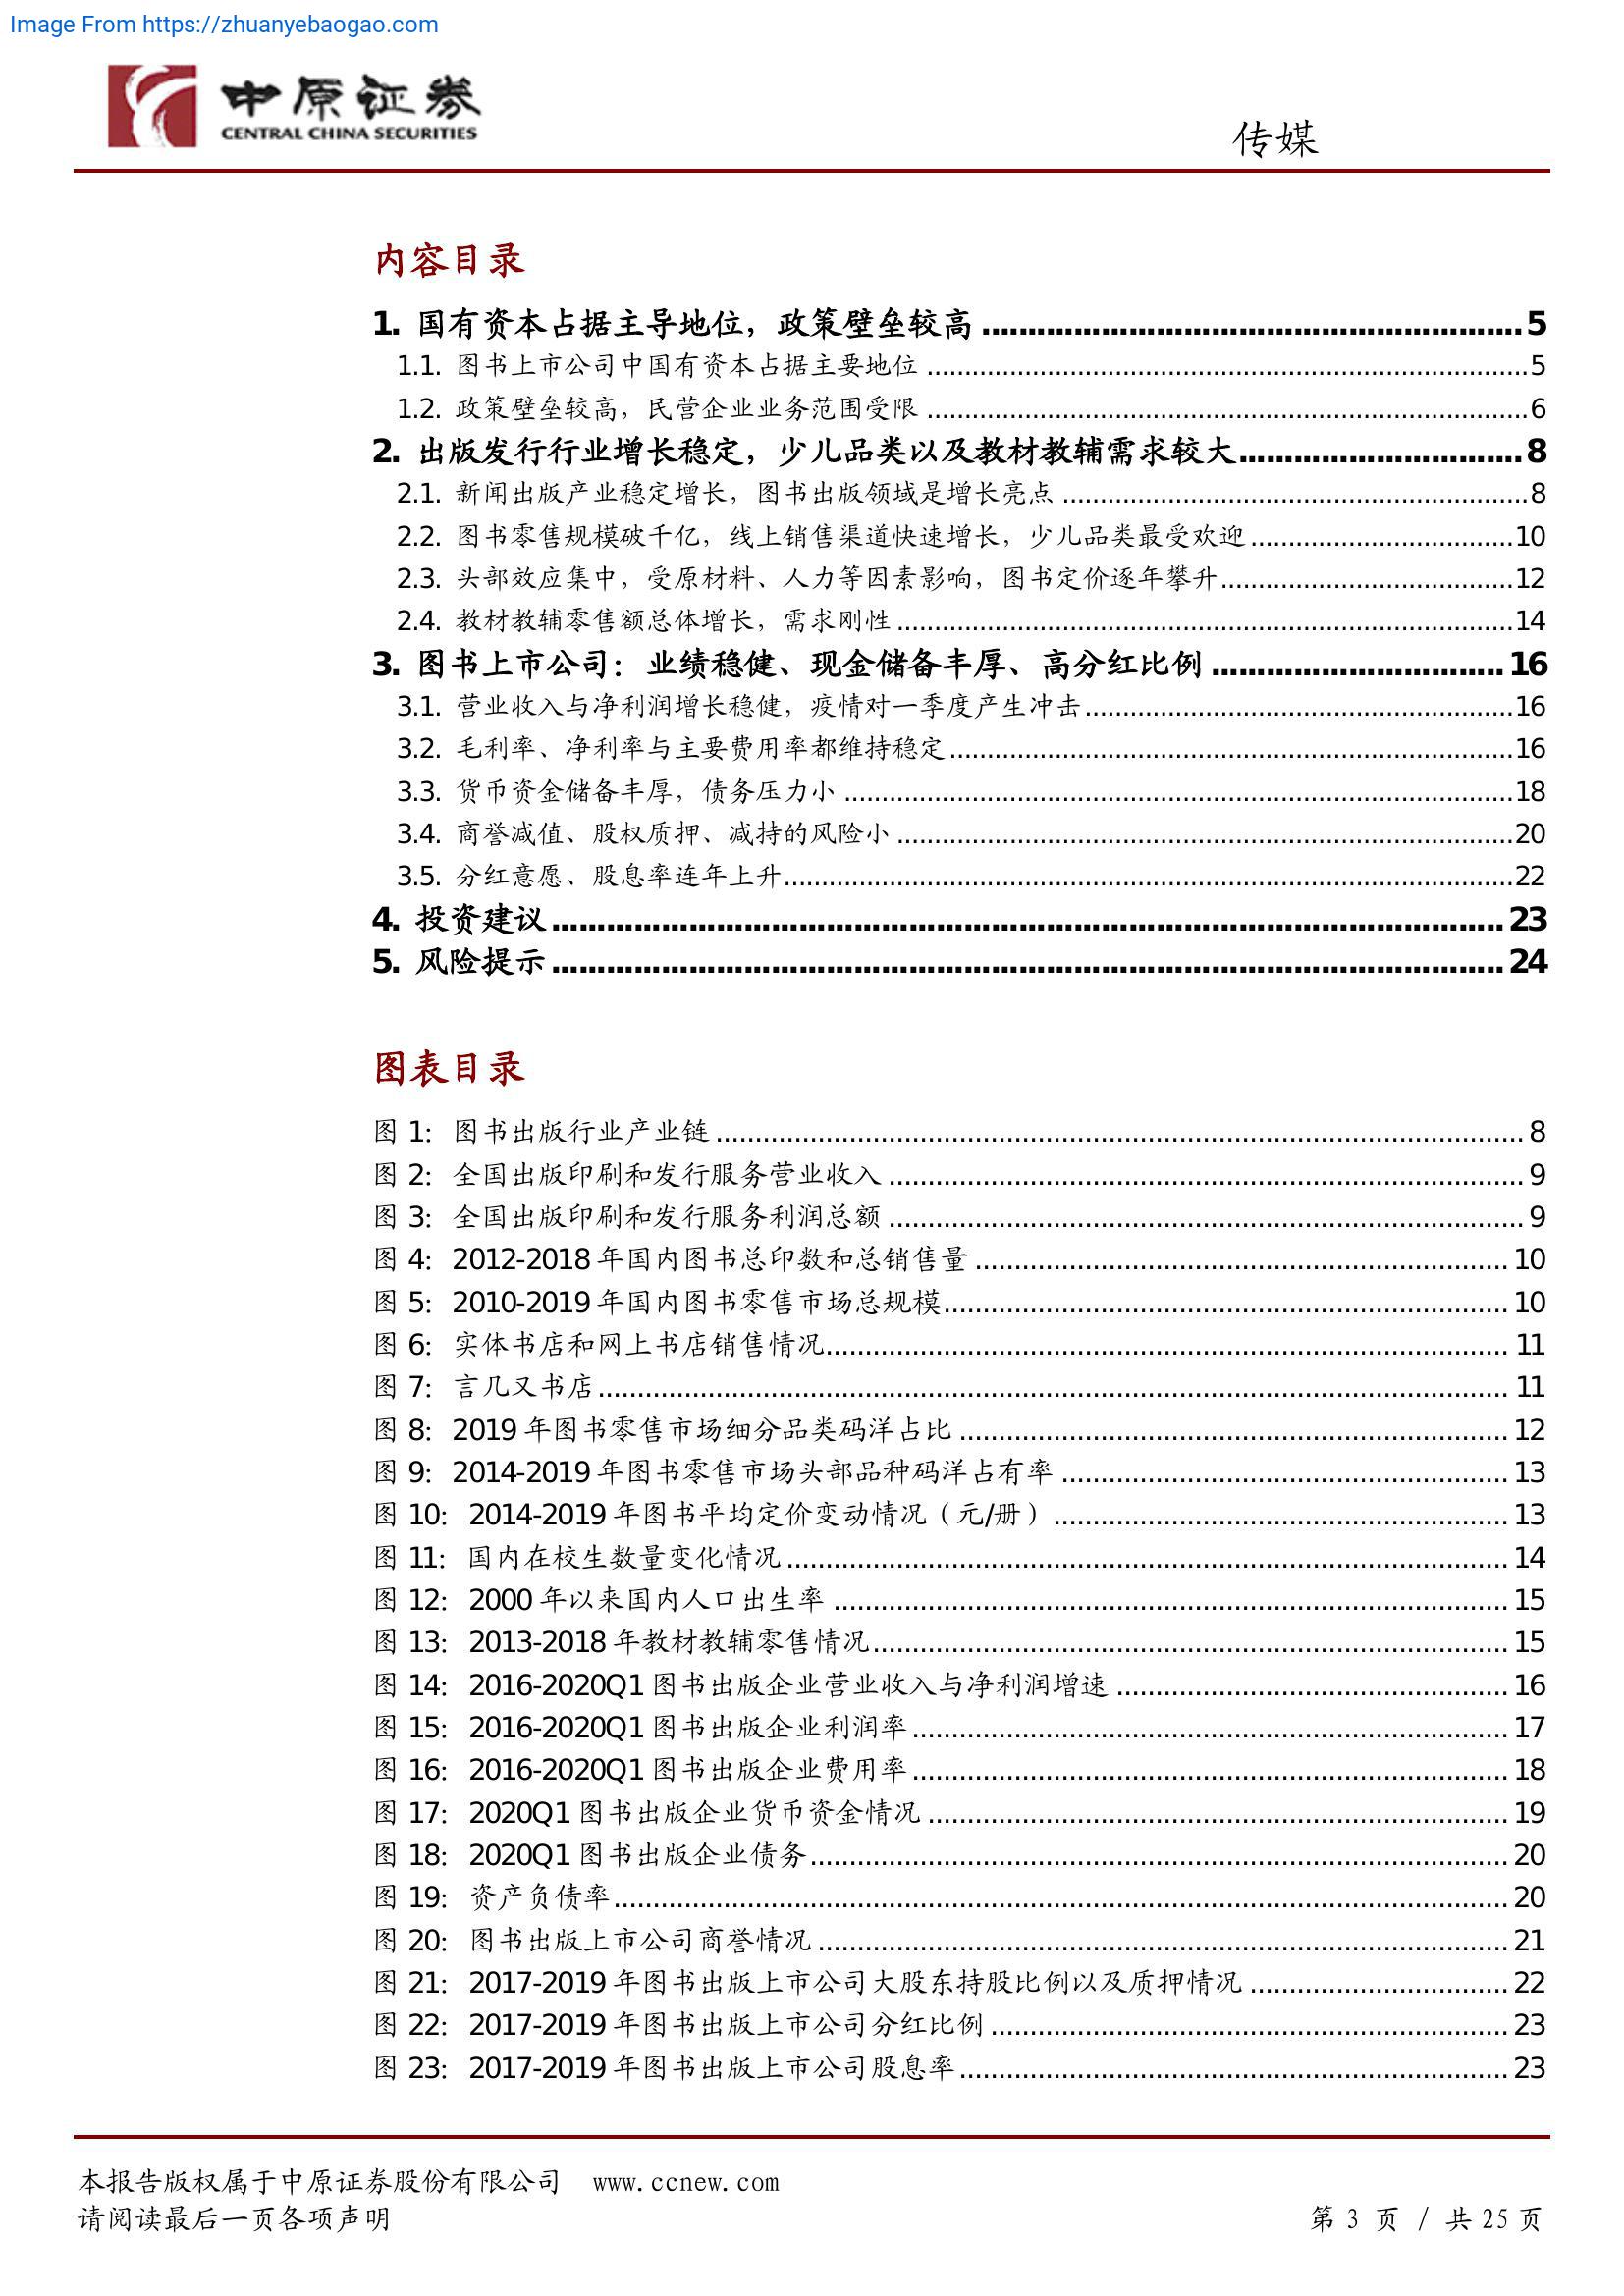 Image From https://zhuanyebaogao.com
中原证券
CENTRAL CHINA SECURITIES
传媒
内容目录
1. 国有资本占据主导地位，政策壁垒较高 ........................................................... 5
1.1. 图书上市公司中国有资本占据主要地位 ........................................................... 5
1.2. 政策壁垒较高，民营企业业务范围受限 ........................................................... 6
2. 出版发行行业增长稳定，少儿品类以及教材教辅需求较大 ............................... 8
2.1. 新闻出版产业稳定增长，图书出版领域是增长亮点 ............................................. 8
2.2. 图书零售规模破千亿，线上销售渠道快速增长，少儿品类最受欢迎 .................................. 10
2.3. 头部效应集中，受原材料、人力等因素影响，图书定价逐年攀升 ...................................... 12
2.4. 教材教辅零售额总体增长，需求刚性 ........................................................... 14
3. 图书上市公司：业绩稳健、现金储备丰厚、高分红比例 ................................ 16
3.1. 营业收入与净利润增长稳健，疫情对一季度产生冲击 ........................................................ 16
3.2. 毛利率、净利率与主要费用率都维持稳定 ........................................................... 16
3.3. 货币资金储备丰厚，债务压力小 ........................................................... 18
3.4. 商誉减值、股权质押、减持的风险小 ........................................................... 20
3.5. 分红意愿、股息率连年上升 ........................................................... 22
4. 投资建议 ........................................................... 23
5. 风险提示 ........................................................... 24
图表目录
图 1：图书出版行业产业链 ........................................................... 8
图 2：全国出版印刷和发行服务营业收入 ........................................................... 9
图 3：全国出版印刷和发行服务利润总额 ........................................................... 9
图 4：2012-2018 年国内图书总印数和总销售量 ........................................................... 10
图 5：2010-2019 年国内图书零售市场总规模 ........................................................... 10
图 6：实体书店和网上书店销售情况 ........................................................... 11
图 7：言几又书店 ........................................................... 11
图 8：2019 年图书零售市场细分品类码洋占比 ........................................................... 12
图 9：2014-2019 年图书零售市场头部品种码洋占有率 ........................................................... 13
图 10：2014-2019 年图书平均定价变动情况（元/册） ........................................................... 13
图 11：国内在校生数量变化情况 ........................................................... 14
图 12：2000 年以来国内人口出生率 ........................................................... 15
图 13：2013-2018 年教材教辅零售情况 ........................................................... 15
图 14：2016-2020Q1 图书出版企业营业收入与净利润增速 .................................................. 16
图 15：2016-2020Q1 图书出版企业利润率 ........................................................... 17
图 16：2016-2020Q1 图书出版企业费用率 ........................................................... 18
图 17：2020Q1 图书出版企业货币资金情况 ........................................................... 19
图 18：2020Q1 图书出版企业债务 ........................................................... 20
图 19：资产负债率 ........................................................... 20
图 20：图书出版上市公司商誉情况 ........................................................... 21
图 21：2017-2019 年图书出版上市公司大股东持股比例以及质押情况 ................................. 22
图 22：2017-2019 年图书出版上市公司分红比例 ........................................................... 23
图 23：2017-2019 年图书出版上市公司股息率 ........................................................... 23
本报告版权属于中原证券股份有限公司 www.ccnew.com
请阅读最后一页各项声明
第 3 页 / 共 25 页